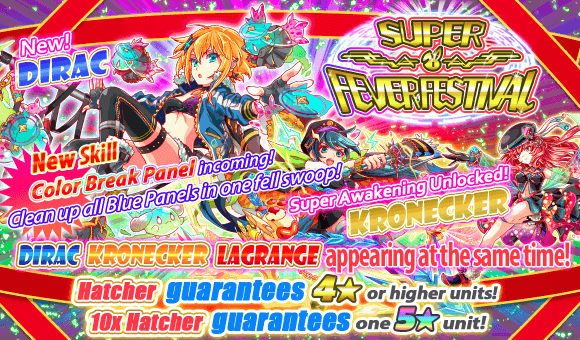 New!
DIRAC
SUPER
FEVERFESTIVAL
New Skill
Color Break Panel incoming!
Clean up all Blue Panels in one fell swoop!
Super Awakening Unlocked!
KRONECKER
DIRAC KRONECKER LAGRANGE appearing at the same time!
Hatcher guarantees 4★ or higher units!
10x Hatcher guarantees one 5★ unit!